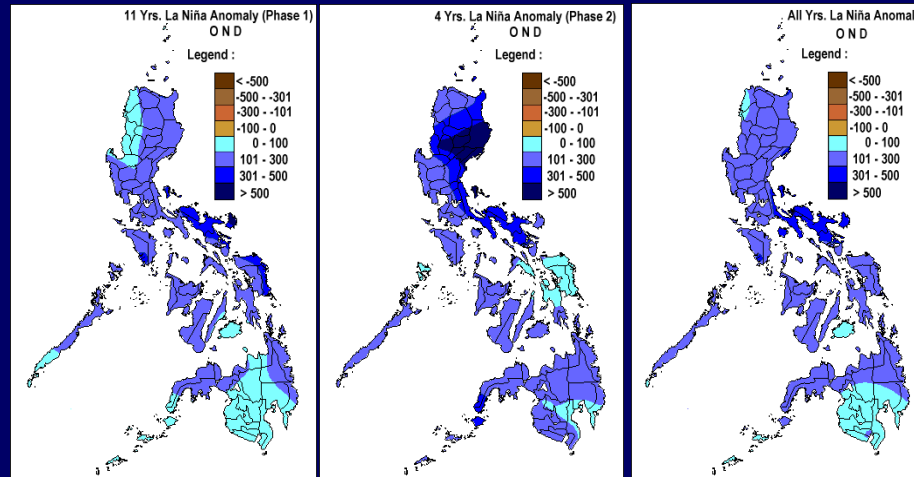 11 Yrs. La Niña Anomaly (Phase 1)
O N D
Legend :
< -500
-500 - -301
-300 - -101
-100 - 0
0 - 100
101 - 300
301 - 500
> 500
4 Yrs. La Niña Anomaly (Phase 2)
O N D
Legend :
< -500
-500 - -301
-300 - -101
-100 - 0
0 - 100
101 - 300
301 - 500
> 500
All Yrs. La Niña Anomal
O N D
Legend :
< -500
-500 - -301
-300 - -101
-100 - 0
0 - 100
101 - 300
301 - 500
> 500